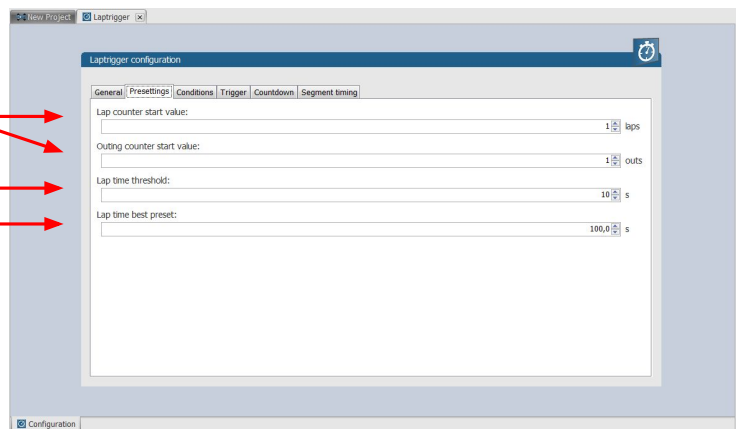 New Project Laptrigger
Laptrigger configuration
General Presettings Conditions Trigger Countdown Segment timing
Lap counter start value:
1 laps
Outing counter start value:
1 outs
Lap time threshold:
10 s
Lap time best preset:
100,0 s
Configuration